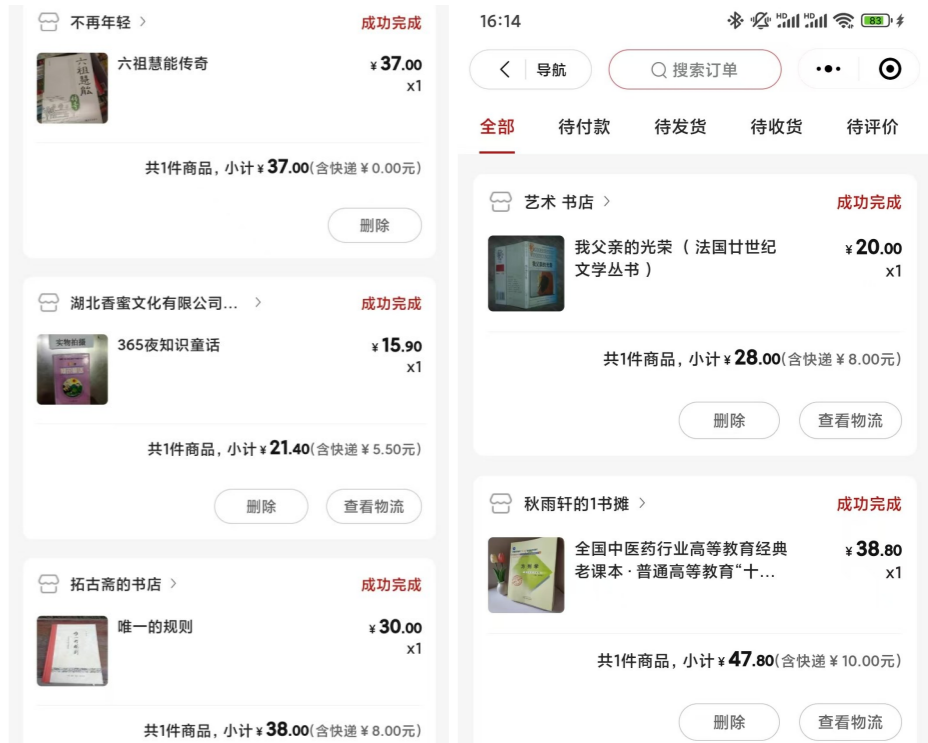 不再年轻 >
成功完成
六祖慧能传奇
¥37.00
x1
共1件商品，小计¥37.00(含快递¥0.00元)
删除
湖北香蜜文化有限公司... >
成功完成
实物拍摄
365夜知识童话
¥15.90
x1
共1件商品，小计¥21.40(含快递¥5.50元)
删除
查看物流
拓古斋的书店 >
成功完成
唯一的规则
¥30.00
x1
共1件商品，小计¥38.00(含快递¥8.00元)
16:14
83
导航
搜索订单
全部
待付款
待发货
待收货
待评价
艺术 书店 >
成功完成
我父亲的光荣 （ 法国廿世纪
文学丛书 ）
¥20.00
x1
共1件商品，小计¥28.00(含快递¥8.00元)
删除
查看物流
秋雨轩的1书摊 >
成功完成
全国中医药行业高等教育经典
老课本·普通高等教育“十...
¥38.80
x1
共1件商品，小计¥47.80(含快递¥10.00元)
删除
查看物流